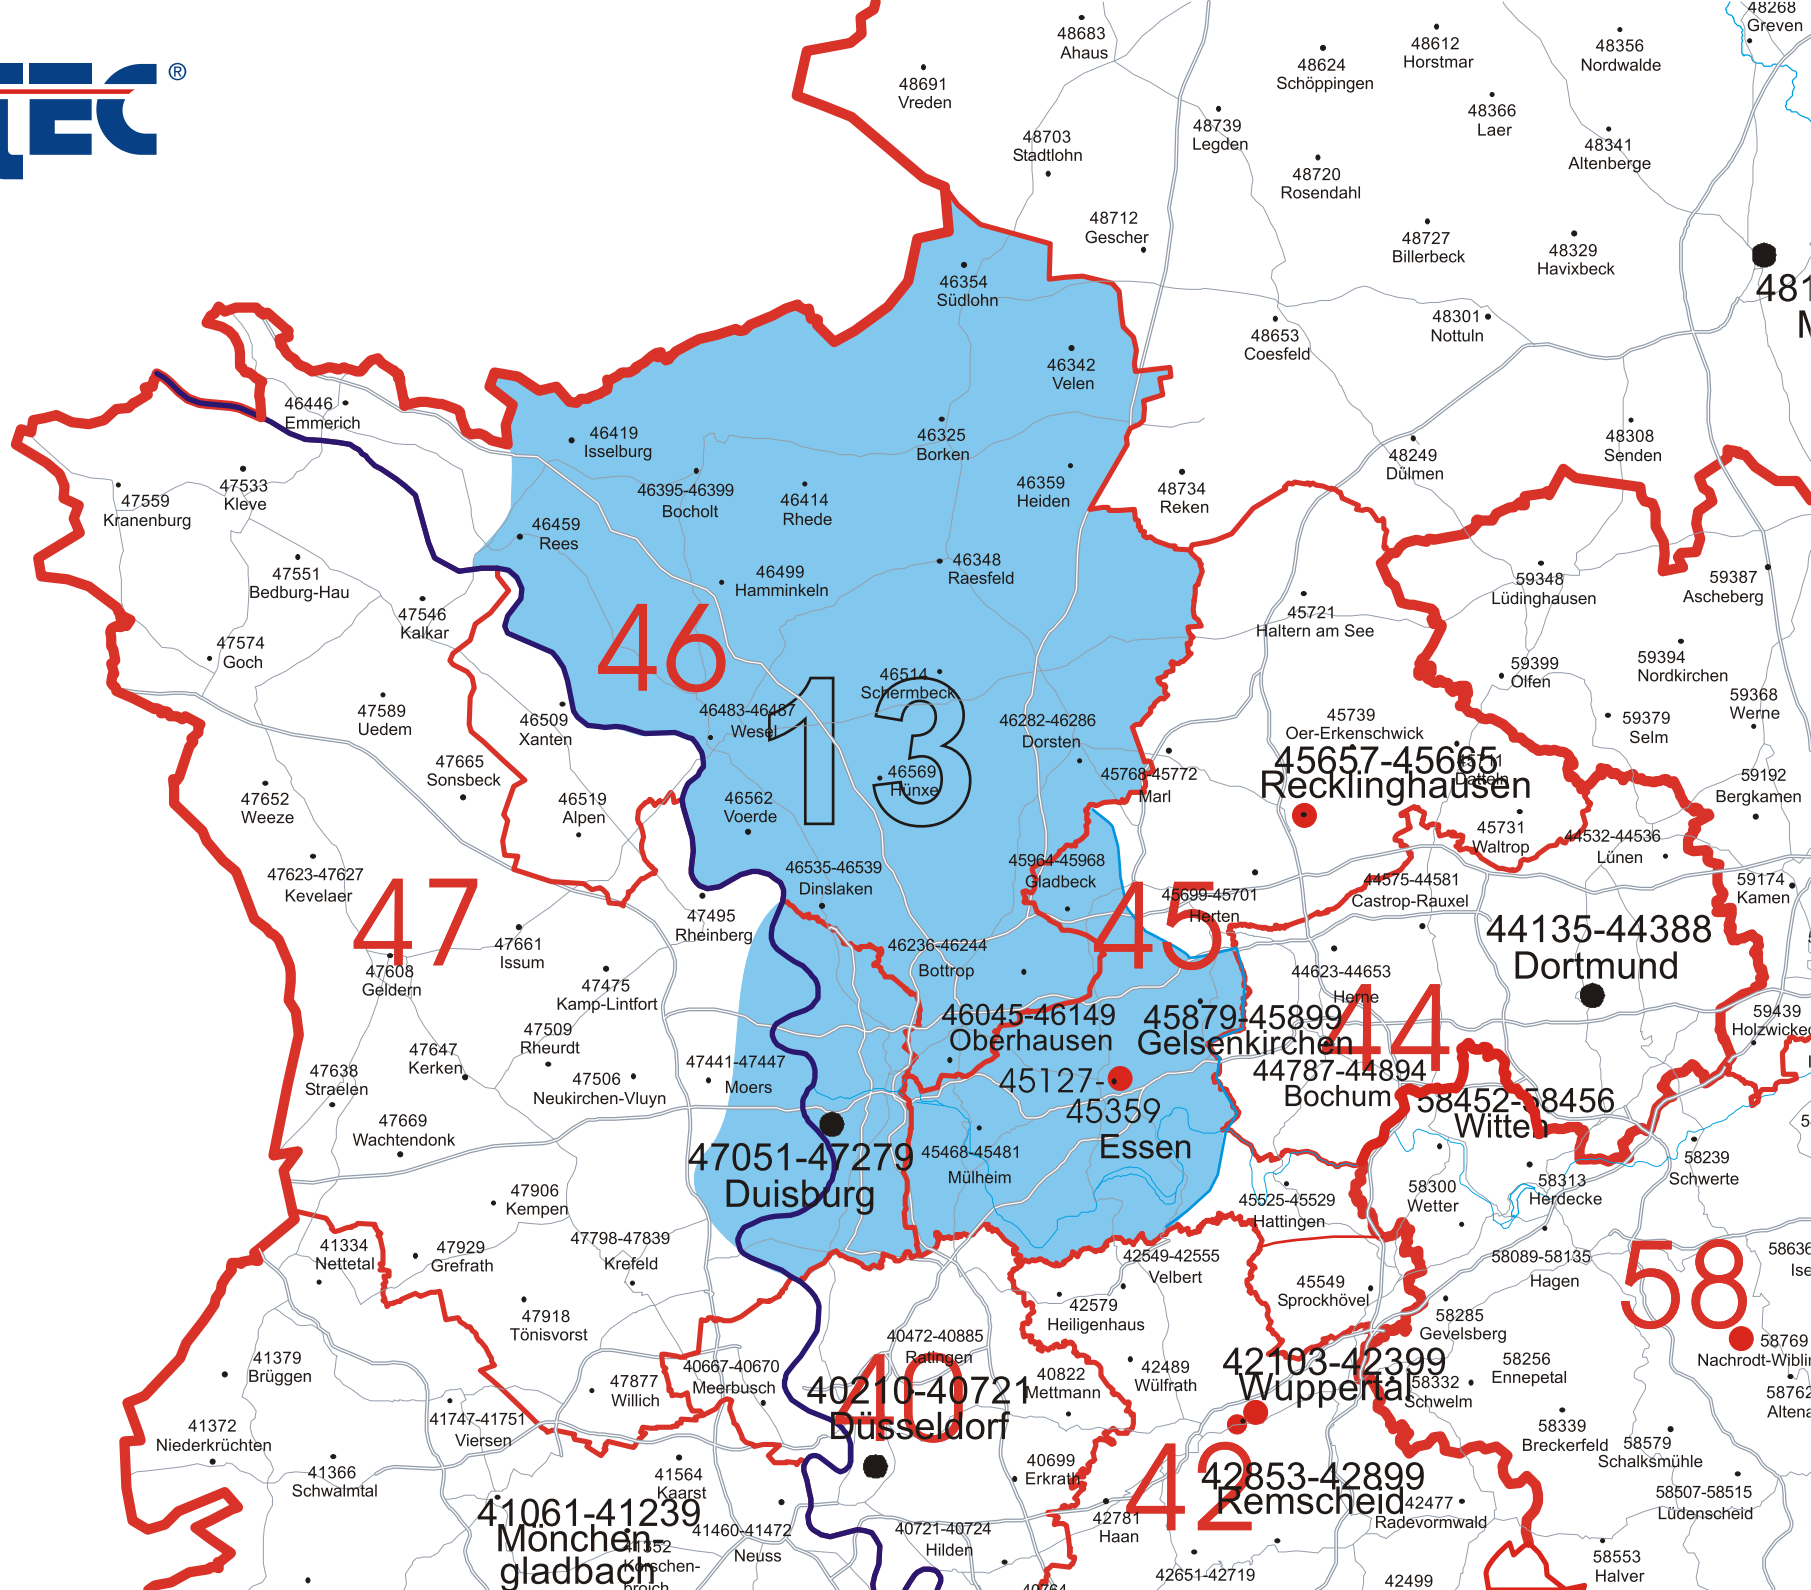 TEC®
48683
Ahaus
48691
Vreden
48703
Stadtlohn
48739
Legden
48624
Schöppingen
48612
Horstmar
48356
Nordwalde
48268
Greven
48366
Laer
48341
Altenberge
48720
Rosendahl
48712
Gescher
48727
Billerbeck
48329
Havixbeck
481
46354
Südlohn
48653
Coesfeld
48301
Nottuln
46342
Velen
46446
Emmerich
46419
Isselburg
46325
Borken
46395-46399
Bocholt
46414
Rhede
46359
Heiden
48734
Reken
48249
Dülmen
48308
Senden
47559
Kranenburg
47533
Kleve
46459
Rees
46499
Hamminkeln
46348
Raesfeld
47551
Bedburg-Hau
47546
Kalkar
47574
Goch
46
45721
Haltern am See
59348
Lüdinghausen
59387
Ascheberg
59399
Olfen
59394
Nordkirchen
59368
Werne
59379
Selm
46514
Schermbeck
13
46483-46487
Wesel
46282-46286
Dorsten
47589
Uedem
46509
Xanten
47665
Sonsbeck
45739
Oer-Erkenschwick
45657-45665
Recklinghausen
45711
Datteln
45768-45772
Marl
46569
Hünxe
46562
Voerde
46519
Alpen
47652
Weeze
59192
Bergkamen
45731
Waltrop
44532-44536
Lünen
46535-46539
Dinslaken
45964-45968
Gladbeck
45
45699-45701
Herten
44575-44581
Castrop-Rauxel
59174
Kamen
47623-47627
Kevelaer
47
47495
Rheinberg
47661
Issum
47608
Geldern
47475
Kamp-Lintfort
46236-46244
Bottrop
44135-44388
Dortmund
44623-44653
Herne
44
46045-46149
Oberhausen
45879-45899
Gelsenkirchen
59439
Holzwickede
47509
Rheurdt
47647
Kerken
47638
Straelen
47506
Neukirchen-Vluyn
47441-47447
Moers
45127-
45359
Essen
44787-44894
Bochum
58452-58456
Witten
47669
Wachtendonk
47051-47279
Duisburg
45468-45481
Mülheim
58239
Schwerte
58313
Herdecke
58300
Wetter
45525-45529
Hattingen
47906
Kempen
47798-47839
Krefeld
41334
Nettetal
47929
Grefrath
42549-42555
Velbert
58089-58135
Hagen
58
58636
45549
Sprockhövel
42579
Heiligenhaus
58285
Gevelsberg
47918
Tönisvorst
40472-40885
Ratingen
40
58769
Nachrodt-Wiblin
41379
Brüggen
40667-40670
Meerbusch
47877
Willich
40822
Mettmann
42489
Wülfrath
42103-42399
Wuppertal
58256
Ennepetal
58332
Schwelm
58762
Altena
40210-40721
Düsseldorf
41372
Niederkrüchten
41747-41751
Viersen
58339
Breckerfeld
58579
Schalksmühle
41366
Schwalmtal
41564
Kaarst
40699
Erkrath
42
42853-42899
Remscheid
42477
Radevormwald
58507-58515
Lüdenscheid
41061-41239
Mönchen-
gladbach
41352
Korschen-
broich
41460-41472
Neuss
40721-40724
Hilden
42781
Haan
42651-42719
42499
58553
Halver
40764